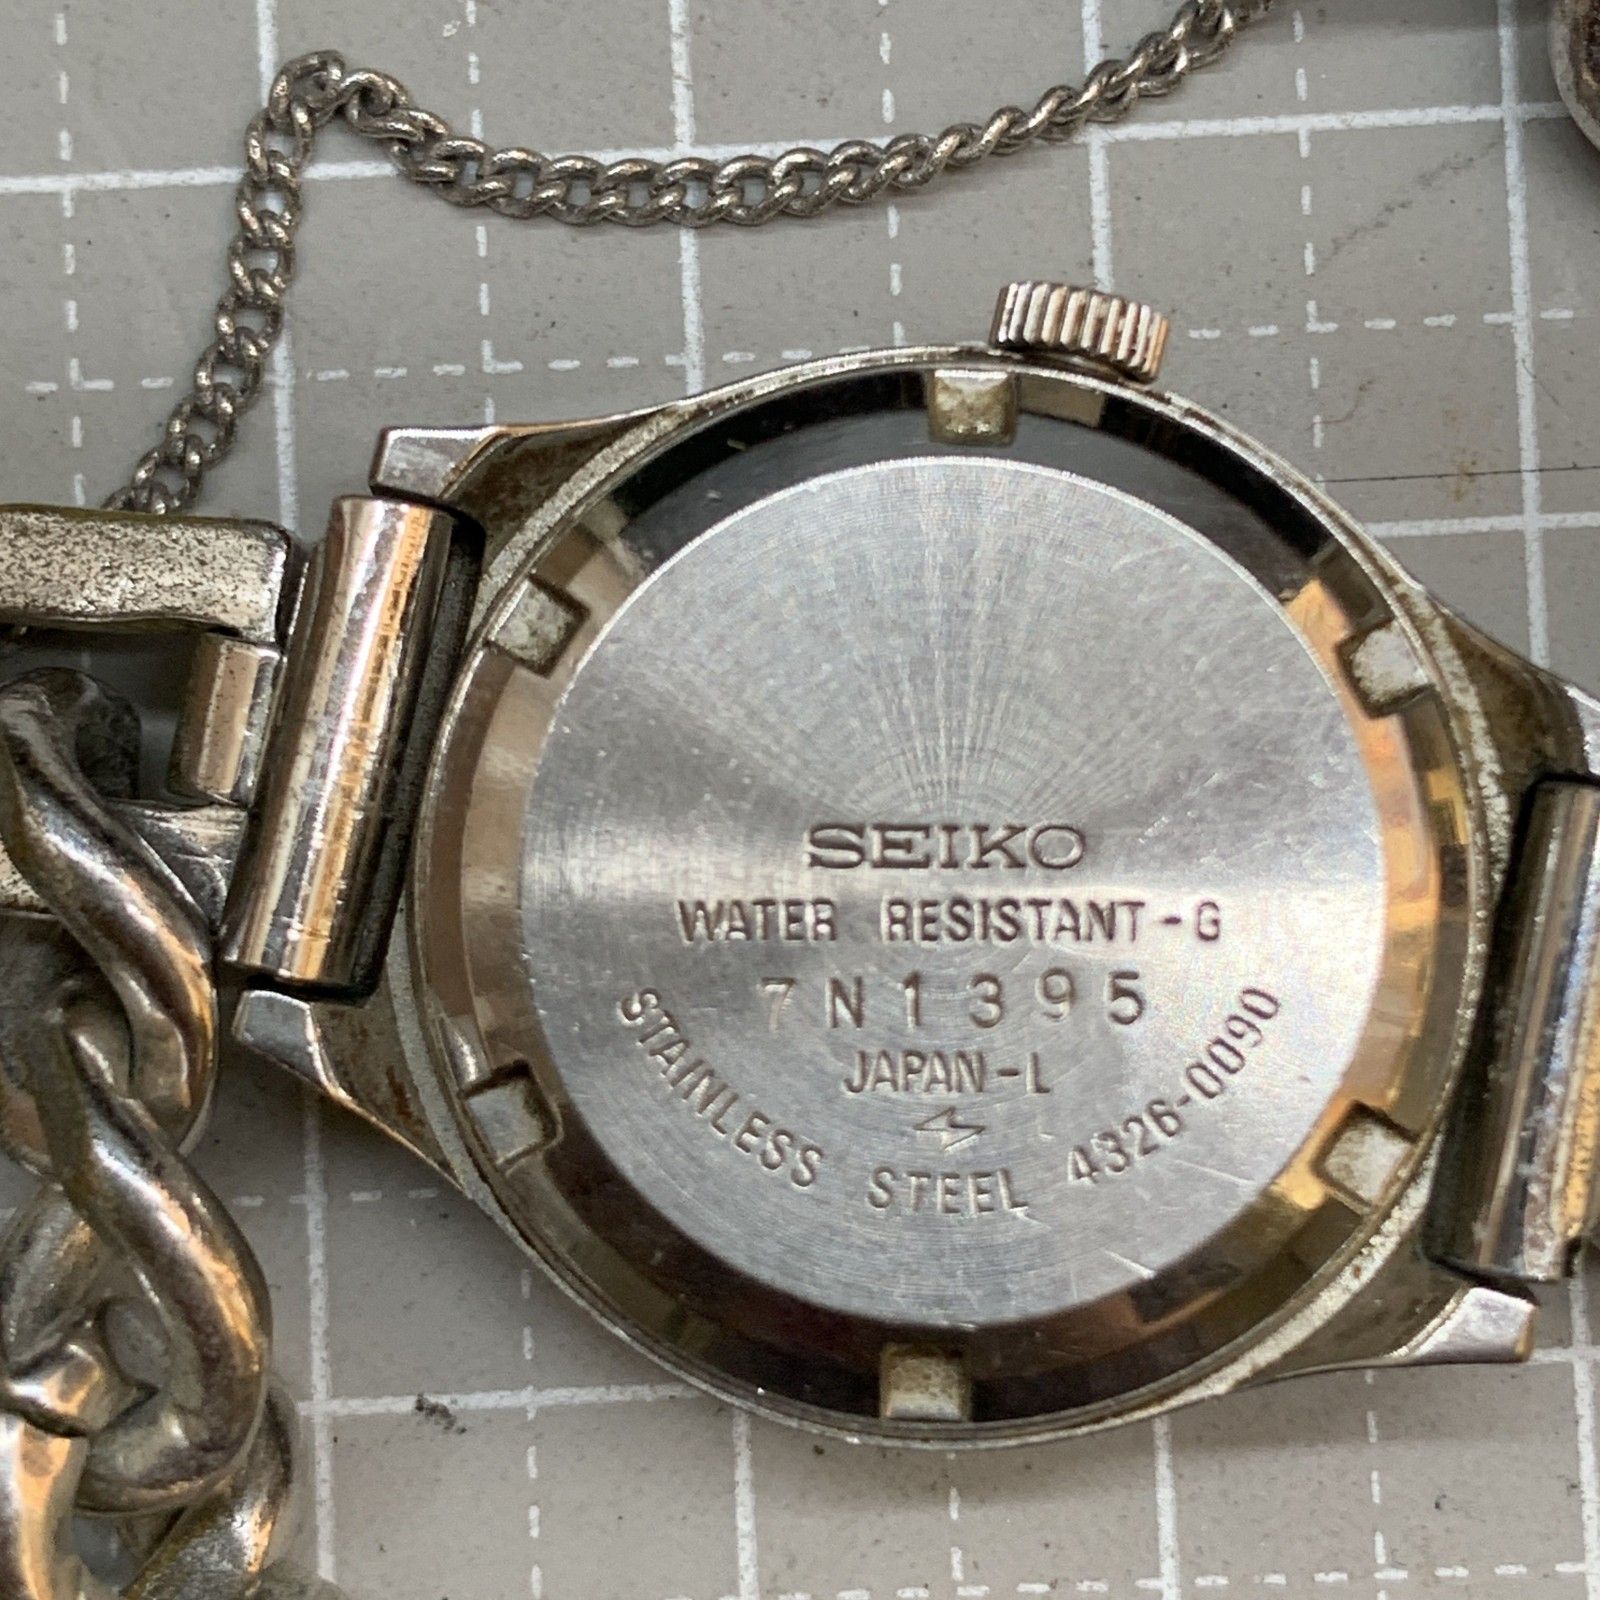 SEIKO
WATER RESISTANT-G
7N1395
JAPAN-L
STAINLESS STEEL 4326-0090